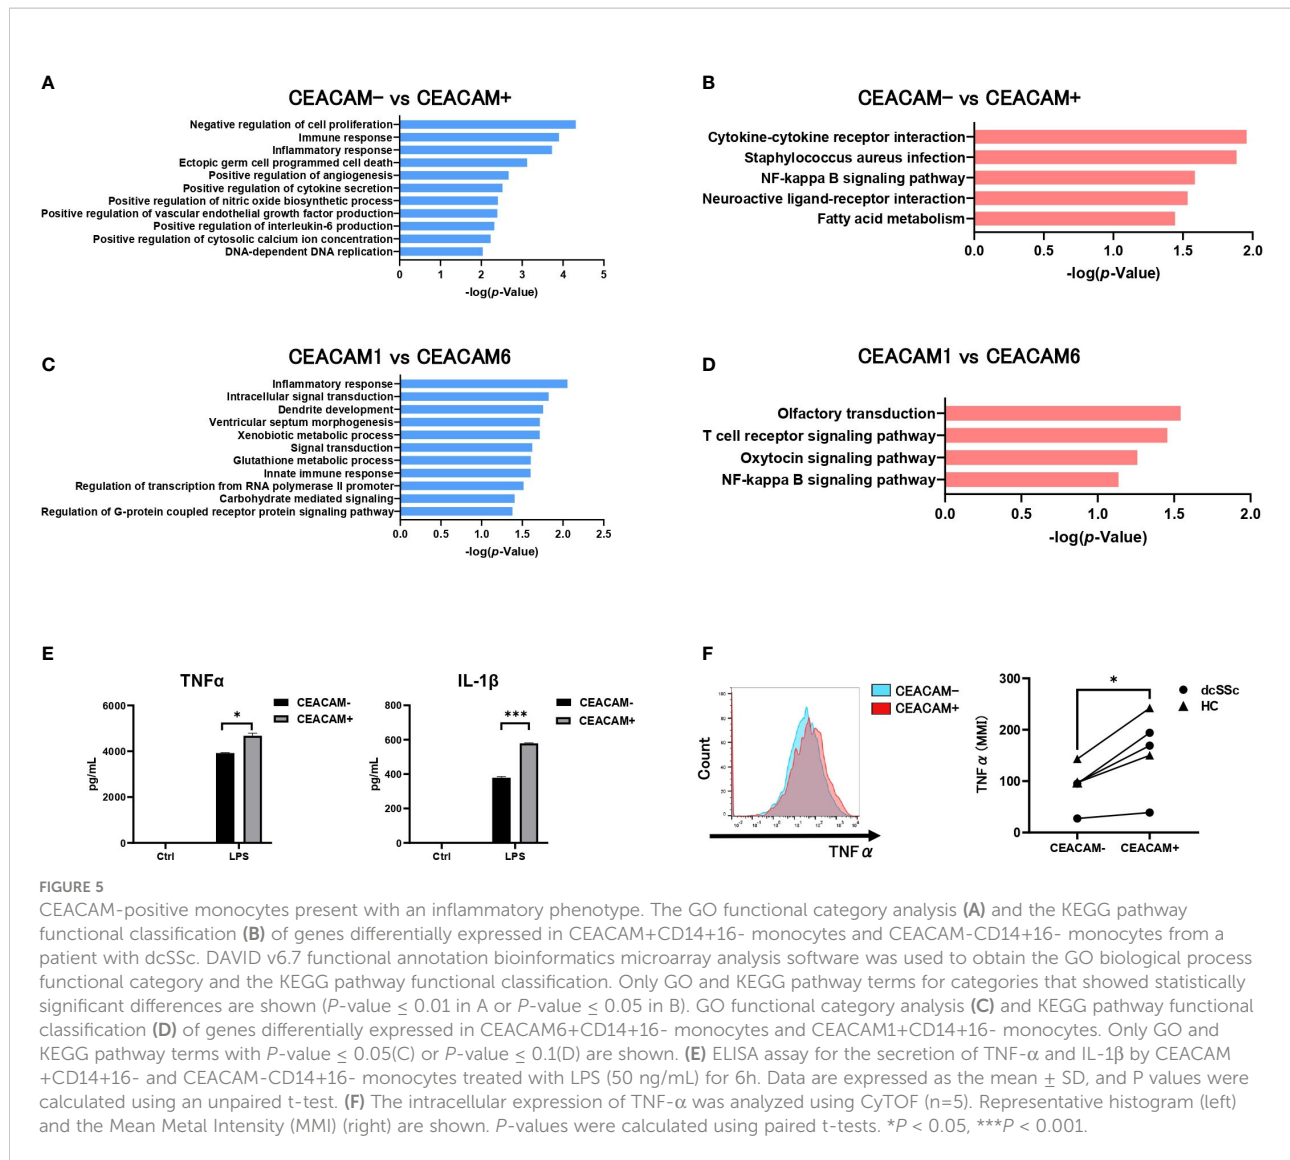 A
CEACAM− vs CEACAM+
Negative regulation of cell proliferation
Immune response
Inflammatory response
Ectopic germ cell programmed cell death
Positive regulation of angiogenesis
Positive regulation of cytokine secretion
Positive regulation of nitric oxide biosynthetic process
Positive regulation of vascular endothelial growth factor production
Positive regulation of interleukin-6 production
Positive regulation of cytosolic calcium ion concentration
DNA-dependent DNA replication
0 1 2 3 4 5
-log(p-Value)
B
CEACAM− vs CEACAM+
Cytokine-cytokine receptor interaction
Staphylococcus aureus infection
NF-kappa B signaling pathway
Neuroactive ligand-receptor interaction
Fatty acid metabolism
0.0 0.5 1.0 1.5 2.0
-log(p-Value)
C
CEACAM1 vs CEACAM6
Inflammatory response
Intracellular signal transduction
Dendrite development
Ventricular septum morphogenesis
Xenobiotic metabolic process
Signal transduction
Glutathione metabolic process
Innate immune response
Regulation of transcription from RNA polymerase II promoter
Carbohydrate mediated signaling
Regulation of G-protein coupled receptor protein signaling pathway
0.0 0.5 1.0 1.5 2.0 2.5
-log(p-Value)
D
CEACAM1 vs CEACAM6
Olfactory transduction
T cell receptor signaling pathway
Oxytocin signaling pathway
NF-kappa B signaling pathway
0.0 0.5 1.0 1.5 2.0
-log(p-Value)
E
TNFα
pg/mL
6000
4000
2000
0
*
Ctrl LPS
CEACAM-
CEACAM+
IL-1β
pg/mL
800
600
400
200
0
***
Ctrl LPS
CEACAM-
CEACAM+
F
Count
100
80
60
40
20
0
10⁻² 10⁻¹ 10⁰ 10¹ 10² 10³ 10⁴
TNF α
CEACAM−
CEACAM+
TNF α (MMI)
300
200
100
0
*
CEACAM- CEACAM+
dcSSc
HC
FIGURE 5
CEACAM-positive monocytes present with an inflammatory phenotype. The GO functional category analysis (A) and the KEGG pathway
functional classification (B) of genes differentially expressed in CEACAM+CD14+16- monocytes and CEACAM-CD14+16- monocytes from a
patient with dcSSc. DAVID v6.7 functional annotation bioinformatics microarray analysis software was used to obtain the GO biological process
functional category and the KEGG pathway functional classification. Only GO and KEGG pathway terms for categories that showed statistically
significant differences are shown (P-value ≤ 0.01 in A or P-value ≤ 0.05 in B). GO functional category analysis (C) and KEGG pathway functional
classification (D) of genes differentially expressed in CEACAM6+CD14+16- monocytes and CEACAM1+CD14+16- monocytes. Only GO and
KEGG pathway terms with P-value ≤ 0.05(C) or P-value ≤ 0.1(D) are shown. (E) ELISA assay for the secretion of TNF-α and IL-1β by CEACAM
+CD14+16- and CEACAM-CD14+16- monocytes treated with LPS (50 ng/mL) for 6h. Data are expressed as the mean ± SD, and P values were
calculated using an unpaired t-test. (F) The intracellular expression of TNF-α was analyzed using CyTOF (n=5). Representative histogram (left)
and the Mean Metal Intensity (MMI) (right) are shown. P-values were calculated using paired t-tests. *P < 0.05, ***P < 0.001.